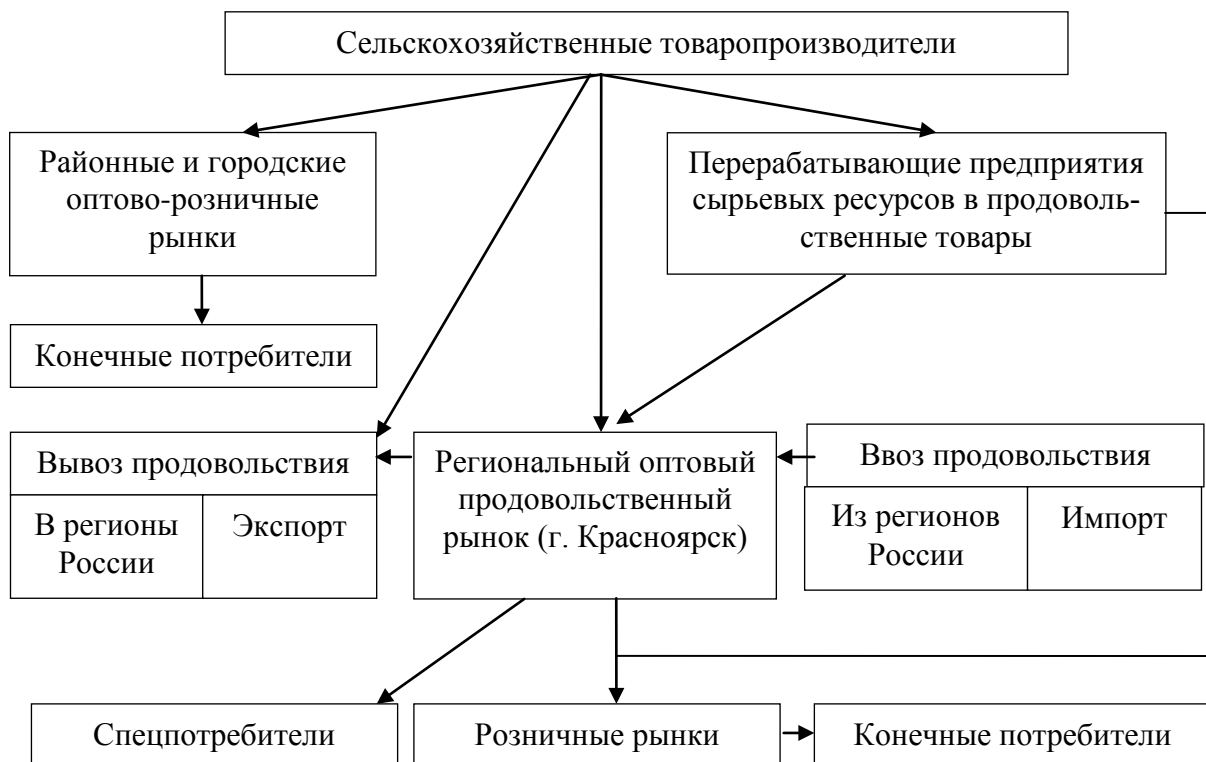 Сельскохозяйственные товаропроизводители
Районные и городские
оптово-розничные
рынки
Перерабатывающие предприятия
сырьевых ресурсов в продоволь-
ственные товары
Конечные потребители
Вывоз продовольствия
В регионы
России
Экспорт
Региональный оптовый
продовольственный
рынок (г. Красноярск)
Ввоз продовольствия
Из регионов
России
Импорт
Спецпотребители
Розничные рынки
Конечные потребители